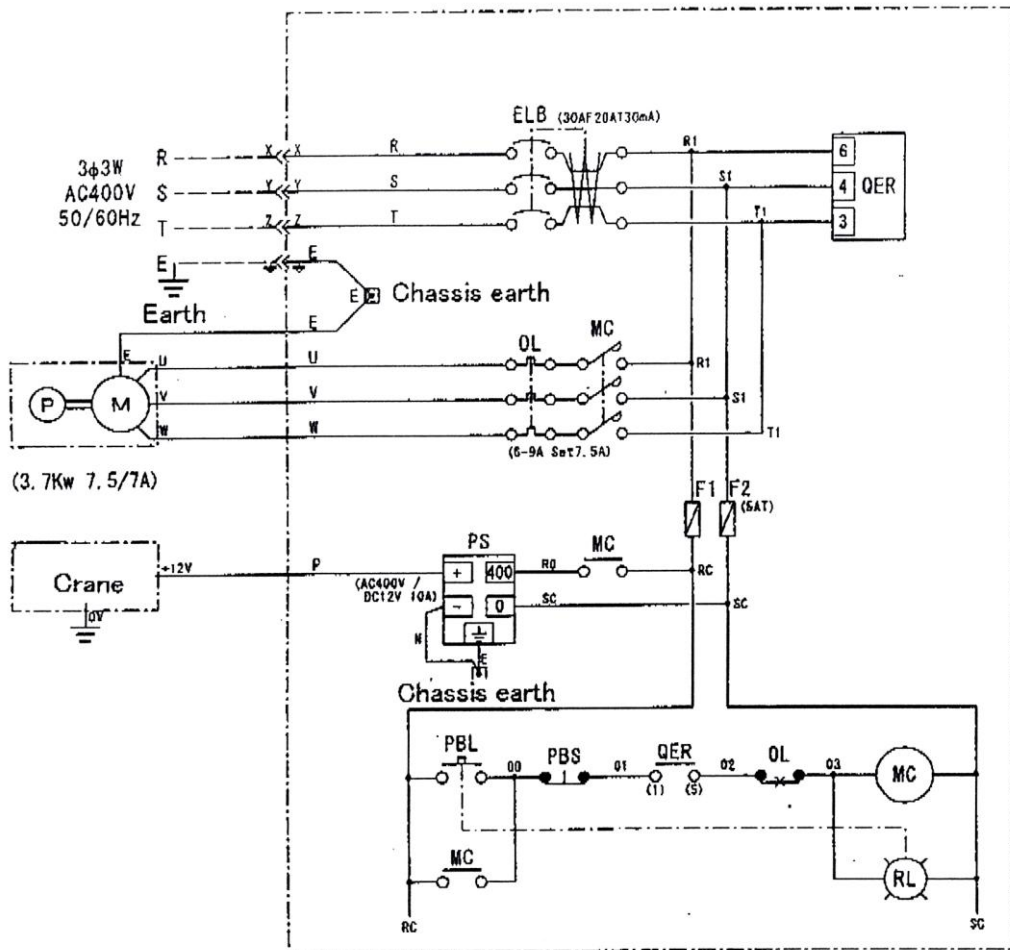 ELB (30AF20AT30mA)
3φ3W
AC400V
50/60Hz
R X X R R1 6
S Y Y S S1 4 QER
T Z Z T T1 3
E E
E Chassis earth
Earth E
E U U OL MC R1
P M V V S1
W W T1
(6-9A Set7.5A)
(3.7Kw 7.5/7A)
F1 F2
(5AT)
PS MC
Crane +12V P + 400 R0 RC
(AC400V /
DC12V 10A)
- 0 SC SC
0V
N E
Chassis earth
PBL PBS QER OL
00 01 02 03 MC
(1) (5)
MC RL
RC SC